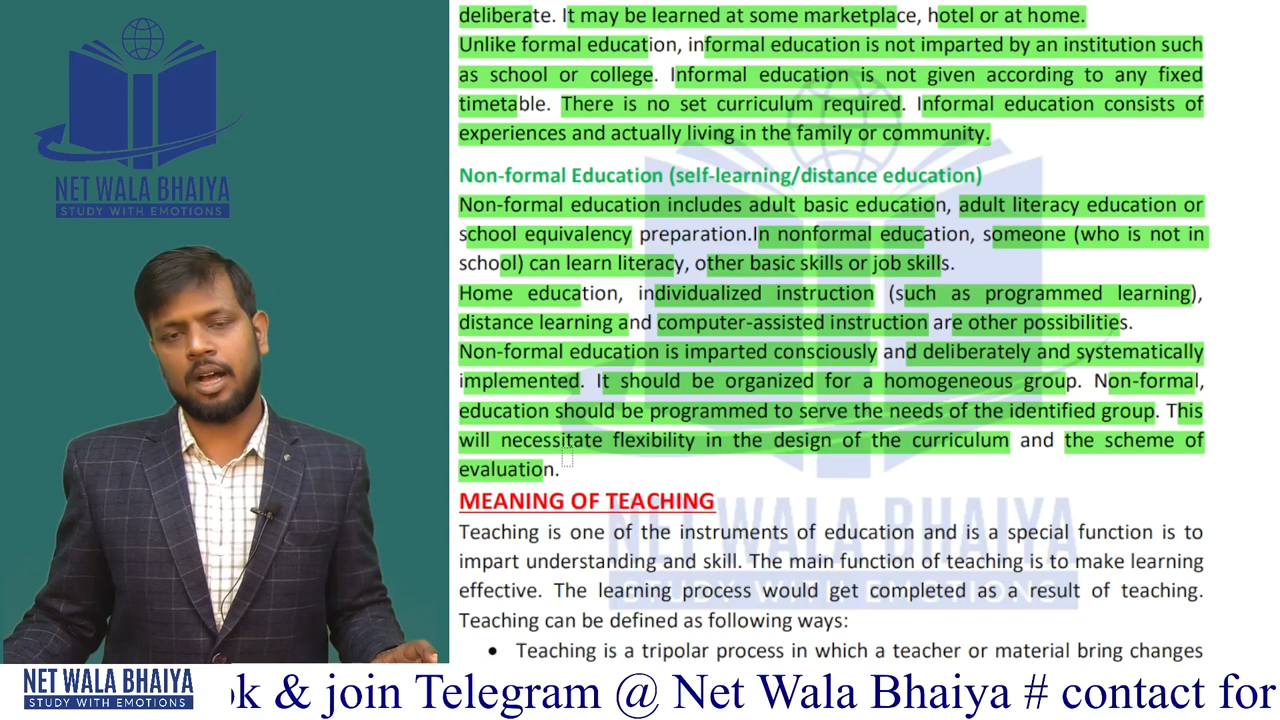 NET WALA BHAIYA
STUDY WITH EMOTIONS
deliberate. It may be learned at some marketplace, hotel or at home.
Unlike formal education, informal education is not imparted by an institution such
as school or college. Informal education is not given according to any fixed
timetable. There is no set curriculum required. Informal education consists of
experiences and actually living in the family or community.
Non-formal Education (self-learning/distance education)
Non-formal education includes adult basic education, adult literacy education or
school equivalency preparation.In nonformal education, someone (who is not in
school) can learn literacy, other basic skills or job skills.
Home education, individualized instruction (such as programmed learning),
distance learning and computer-assisted instruction are other possibilities.
Non-formal education is imparted consciously and deliberately and systematically
implemented. It should be organized for a homogeneous group. Non-formal,
education should be programmed to serve the needs of the identified group. This
will necessitate flexibility in the design of the curriculum and the scheme of
evaluation.
MEANING OF TEACHING
Teaching is one of the instruments of education and is a special function is to
impart understanding and skill. The main function of teaching is to make learning
effective. The learning process would get completed as a result of teaching.
Teaching can be defined as following ways:
• Teaching is a tripolar process in which a teacher or material bring changes
NET WALA BHAIYA
STUDY WITH EMOTIONS
NET WALA BHAIYA
STUDY WITH EMOTIONS
k & join Telegram @ Net Wala Bhaiya # contact for